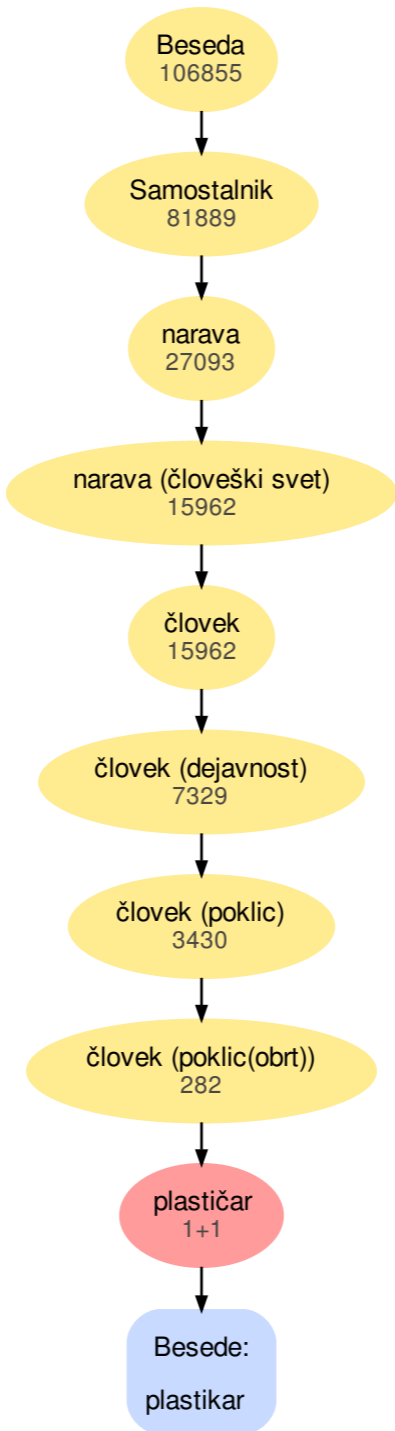 Beseda
106855
Samostalnik
81889
narava
27093
narava (človeški svet)
15962
človek
15962
človek (dejavnost)
7329
človek (poklic)
3430
človek (poklic(obrt))
282
plastičar
1+1
Besede:
plastikar